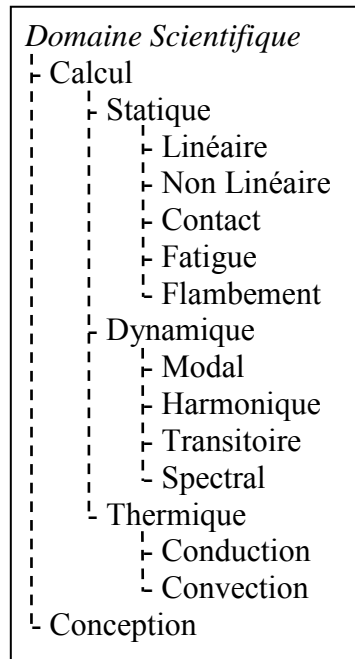 Domaine Scientifique
- Calcul
- Statique
- Linéaire
- Non Linéaire
- Contact
- Fatigue
- Flambement
- Dynamique
- Modal
- Harmonique
- Transitoire
- Spectral
- Thermique
- Conduction
- Convection
- Conception